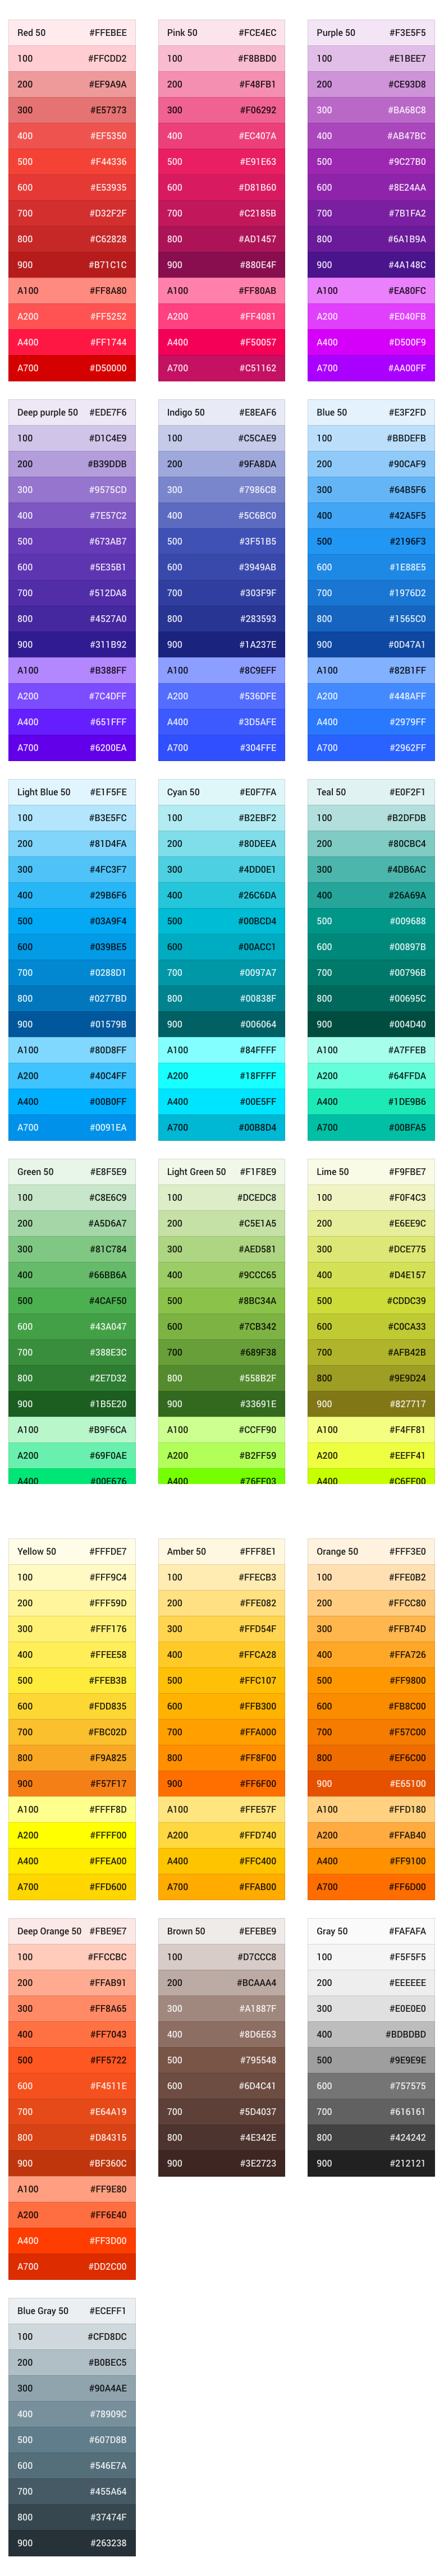 Red 50 #FFEBEE
100 #FFCDD2
200 #EF9A9A
300 #E57373
400 #EF5350
500 #F44336
600 #E53935
700 #D32F2F
800 #C62828
900 #B71C1C
A100 #FF8A80
A200 #FF5252
A400 #FF1744
A700 #D50000
Pink 50 #FCE4EC
100 #F8BBD0
200 #F48FB1
300 #F06292
400 #EC407A
500 #E91E63
600 #D81B60
700 #C2185B
800 #AD1457
900 #880E4F
A100 #FF80AB
A200 #FF4081
A400 #F50057
A700 #C51162
Purple 50 #F3E5F5
100 #E1BEE7
200 #CE93D8
300 #BA68C8
400 #AB47BC
500 #9C27B0
600 #8E24AA
700 #7B1FA2
800 #6A1B9A
900 #4A148C
A100 #EA80FC
A200 #E040FB
A400 #D500F9
A700 #AA00FF
Deep purple 50 #EDE7F6
100 #D1C4E9
200 #B39DDB
300 #9575CD
400 #7E57C2
500 #673AB7
600 #5E35B1
700 #512DA8
800 #4527A0
900 #311B92
A100 #B388FF
A200 #7C4DFF
A400 #651FFF
A700 #6200EA
Indigo 50 #E8EAF6
100 #C5CAE9
200 #9FA8DA
300 #7986CB
400 #5C6BC0
500 #3F51B5
600 #3949AB
700 #303F9F
800 #283593
900 #1A237E
A100 #8C9EFF
A200 #536DFE
A400 #3D5AFE
A700 #304FFE
Blue 50 #E3F2FD
100 #BBDEFB
200 #90CAF9
300 #64B5F6
400 #42A5F5
500 #2196F3
600 #1E88E5
700 #1976D2
800 #1565C0
900 #0D47A1
A100 #82B1FF
A200 #448AFF
A400 #2979FF
A700 #2962FF
Light Blue 50 #E1F5FE
100 #B3E5FC
200 #81D4FA
300 #4FC3F7
400 #29B6F6
500 #03A9F4
600 #039BE5
700 #0288D1
800 #0277BD
900 #01579B
A100 #80D8FF
A200 #40C4FF
A400 #00B0FF
A700 #0091EA
Cyan 50 #E0F7FA
100 #B2EBF2
200 #80DEEA
300 #4DD0E1
400 #26C6DA
500 #00BCD4
600 #00ACC1
700 #0097A7
800 #00838F
900 #006064
A100 #84FFFF
A200 #18FFFF
A400 #00E5FF
A700 #00B8D4
Teal 50 #E0F2F1
100 #B2DFDB
200 #80CBC4
300 #4DB6AC
400 #26A69A
500 #009688
600 #00897B
700 #00796B
800 #00695C
900 #004D40
A100 #A7FFEB
A200 #64FFDA
A400 #1DE9B6
A700 #00BFA5
Green 50 #E8F5E9
100 #C8E6C9
200 #A5D6A7
300 #81C784
400 #66BB6A
500 #4CAF50
600 #43A047
700 #388E3C
800 #2E7D32
900 #1B5E20
A100 #B9F6CA
A200 #69F0AE
A400 #00E676
Light Green 50 #F1F8E9
100 #DCEDC8
200 #C5E1A5
300 #AED581
400 #9CCC65
500 #8BC34A
600 #7CB342
700 #689F38
800 #558B2F
900 #33691E
A100 #CCFF90
A200 #B2FF59
A400 #76FF03
Lime 50 #F9FBE7
100 #F0F4C3
200 #E6EE9C
300 #DCE775
400 #D4E157
500 #CDDC39
600 #C0CA33
700 #AFB42B
800 #9E9D24
900 #827717
A100 #F4FF81
A200 #EEFF41
A400 #C6FF00
Yellow 50 #FFFDE7
100 #FFF9C4
200 #FFF59D
300 #FFF176
400 #FFEE58
500 #FFEB3B
600 #FDD835
700 #FBC02D
800 #F9A825
900 #F57F17
A100 #FFFF8D
A200 #FFFF00
A400 #FFEA00
A700 #FFD600
Amber 50 #FFF8E1
100 #FFECB3
200 #FFE082
300 #FFD54F
400 #FFCA28
500 #FFC107
600 #FFB300
700 #FFA000
800 #FF8F00
900 #FF6F00
A100 #FFE57F
A200 #FFD740
A400 #FFC400
A700 #FFAB00
Orange 50 #FFF3E0
100 #FFE0B2
200 #FFCC80
300 #FFB74D
400 #FFA726
500 #FF9800
600 #FB8C00
700 #F57C00
800 #EF6C00
900 #E65100
A100 #FFD180
A200 #FFAB40
A400 #FF9100
A700 #FF6D00
Deep Orange 50 #FBE9E7
100 #FFCCBC
200 #FFAB91
300 #FF8A65
400 #FF7043
500 #FF5722
600 #F4511E
700 #E64A19
800 #D84315
900 #BF360C
A100 #FF9E80
A200 #FF6E40
A400 #FF3D00
A700 #DD2C00
Brown 50 #EFEBE9
100 #D7CCC8
200 #BCAAA4
300 #A1887F
400 #8D6E63
500 #795548
600 #6D4C41
700 #5D4037
800 #4E342E
900 #3E2723
Gray 50 #FAFAFA
100 #F5F5F5
200 #EEEEEE
300 #E0E0E0
400 #BDBDBD
500 #9E9E9E
600 #757575
700 #616161
800 #424242
900 #212121
Blue Gray 50 #ECEFF1
100 #CFD8DC
200 #B0BEC5
300 #90A4AE
400 #78909C
500 #607D8B
600 #546E7A
700 #455A64
800 #37474F
900 #263238